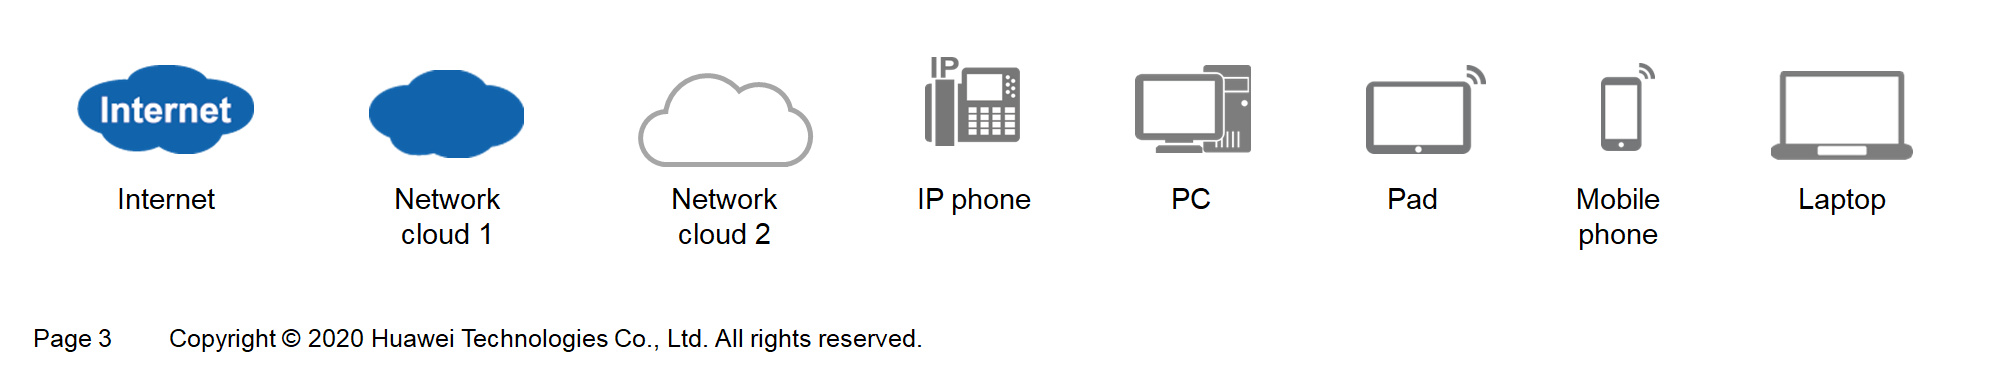 Internet
IP
Internet
Network
cloud 1
Network
cloud 2
IP phone
PC
Pad
Mobile
phone
Laptop
Page 3
Copyright © 2020 Huawei Technologies Co., Ltd. All rights reserved.